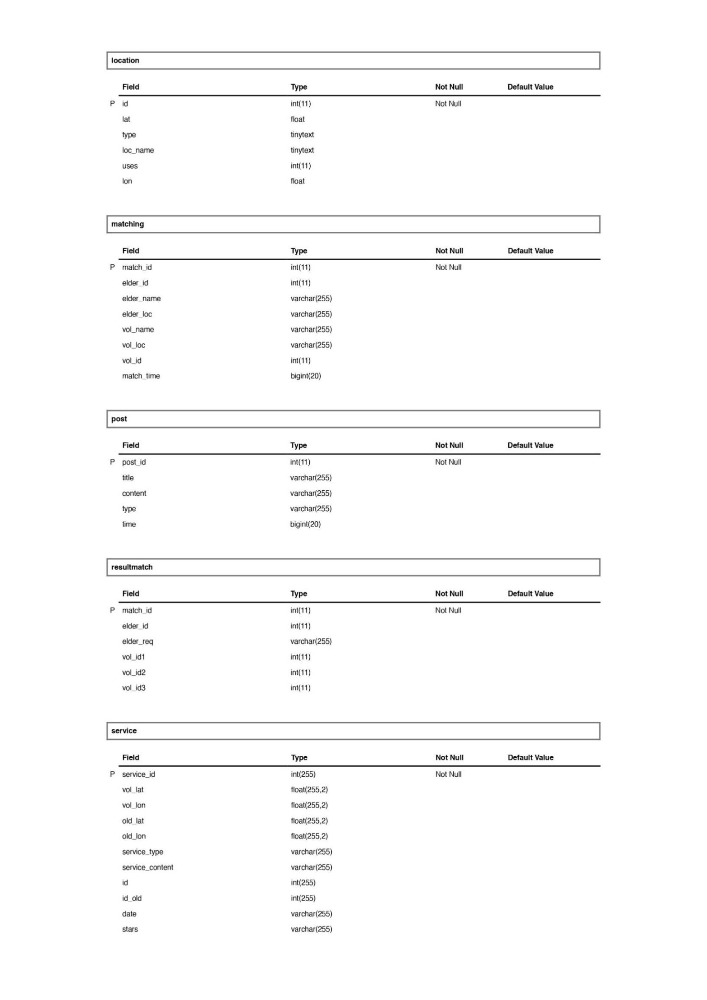 location
Field Type Not Null Default Value
P id int(11) Not Null
lat float
type tinytext
loc_name tinytext
uses int(11)
lon float
matching
Field Type Not Null Default Value
P match_id int(11) Not Null
elder_id int(11)
elder_name varchar(255)
elder_loc varchar(255)
vol_name varchar(255)
vol_loc varchar(255)
vol_id int(11)
match_time bigint(20)
post
Field Type Not Null Default Value
P post_id int(11) Not Null
title varchar(255)
content varchar(255)
type varchar(255)
time bigint(20)
resultmatch
Field Type Not Null Default Value
P match_id int(11) Not Null
elder_id int(11)
elder_req varchar(255)
vol_id1 int(11)
vol_id2 int(11)
vol_id3 int(11)
service
Field Type Not Null Default Value
P service_id int(255) Not Null
vol_lat float(255,2)
vol_lon float(255,2)
old_lat float(255,2)
old_lon float(255,2)
service_type varchar(255)
service_content varchar(255)
id int(255)
id_old int(255)
date varchar(255)
stars varchar(255)